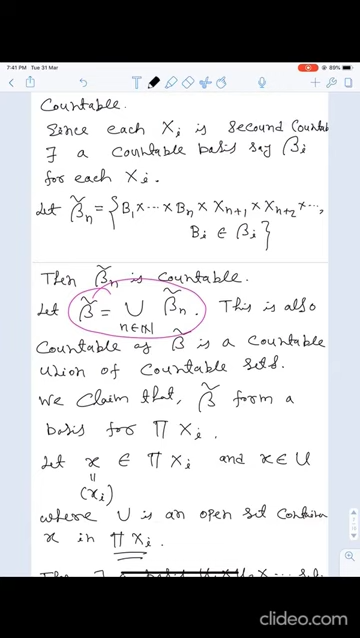 7:41 PM Tue 31 Mar
89%
Countable.
Since each Xᵢ is second Countab
∃ a Countable basis say βᵢ
for each Xᵢ.
Let β̃ₙ = {B₁ × ··· × Bₙ × Xₙ₊₁ × Xₙ₊₂ × ···,
Bᵢ ∈ βᵢ}
Then β̃ₙ is Countable.
Let β̃ = ∪ β̃ₙ. This is also
n∈ℕ
Countable as β̃ is a Countable
Union of Countable sets.
We Claim that, β̃ form a
basis for ∏ Xᵢ.
Let x ∈ ∏ Xᵢ and x ∈ U
"
(xᵢ)
where U is an open set Contain
x in ∏ Xᵢ.
clideo.com